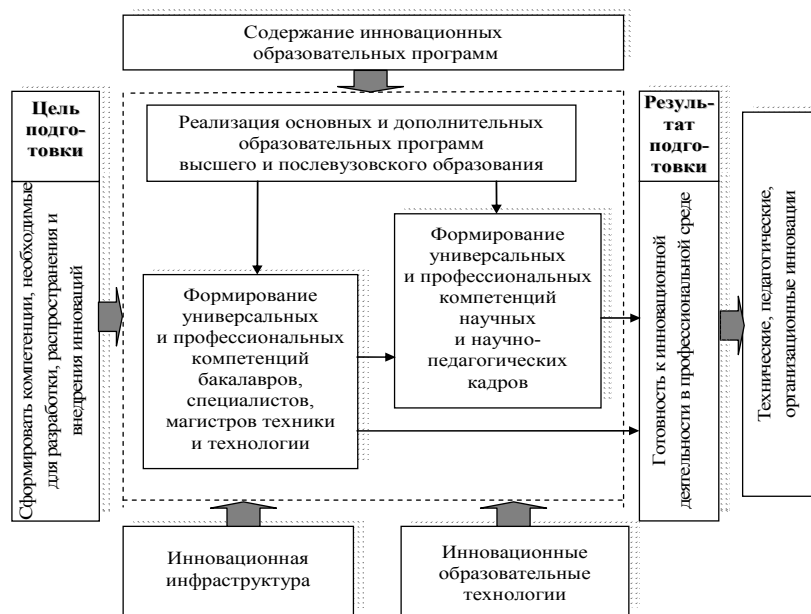 Содержание инновационных
образовательных программ
Цель
подго-
товки
Сформировать компетенции, необходимые
для разработки, распространения и
внедрения инноваций
Реализация основных и дополнительных
образовательных программ
высшего и послевузовского образования
Формирование
универсальных
и профессиональных
компетенций
бакалавров,
специалистов,
магистров техники
и технологии
Формирование
универсальных
и профессиональных
компетенций
научных
и научно-
педагогических
кадров
Резуль-
тат
подго-
товки
Готовность к инновационной
деятельности в профессиональной среде
Технические, педагогические,
организационные инновации
Инновационная
инфраструктура
Инновационные
образовательные
технологии